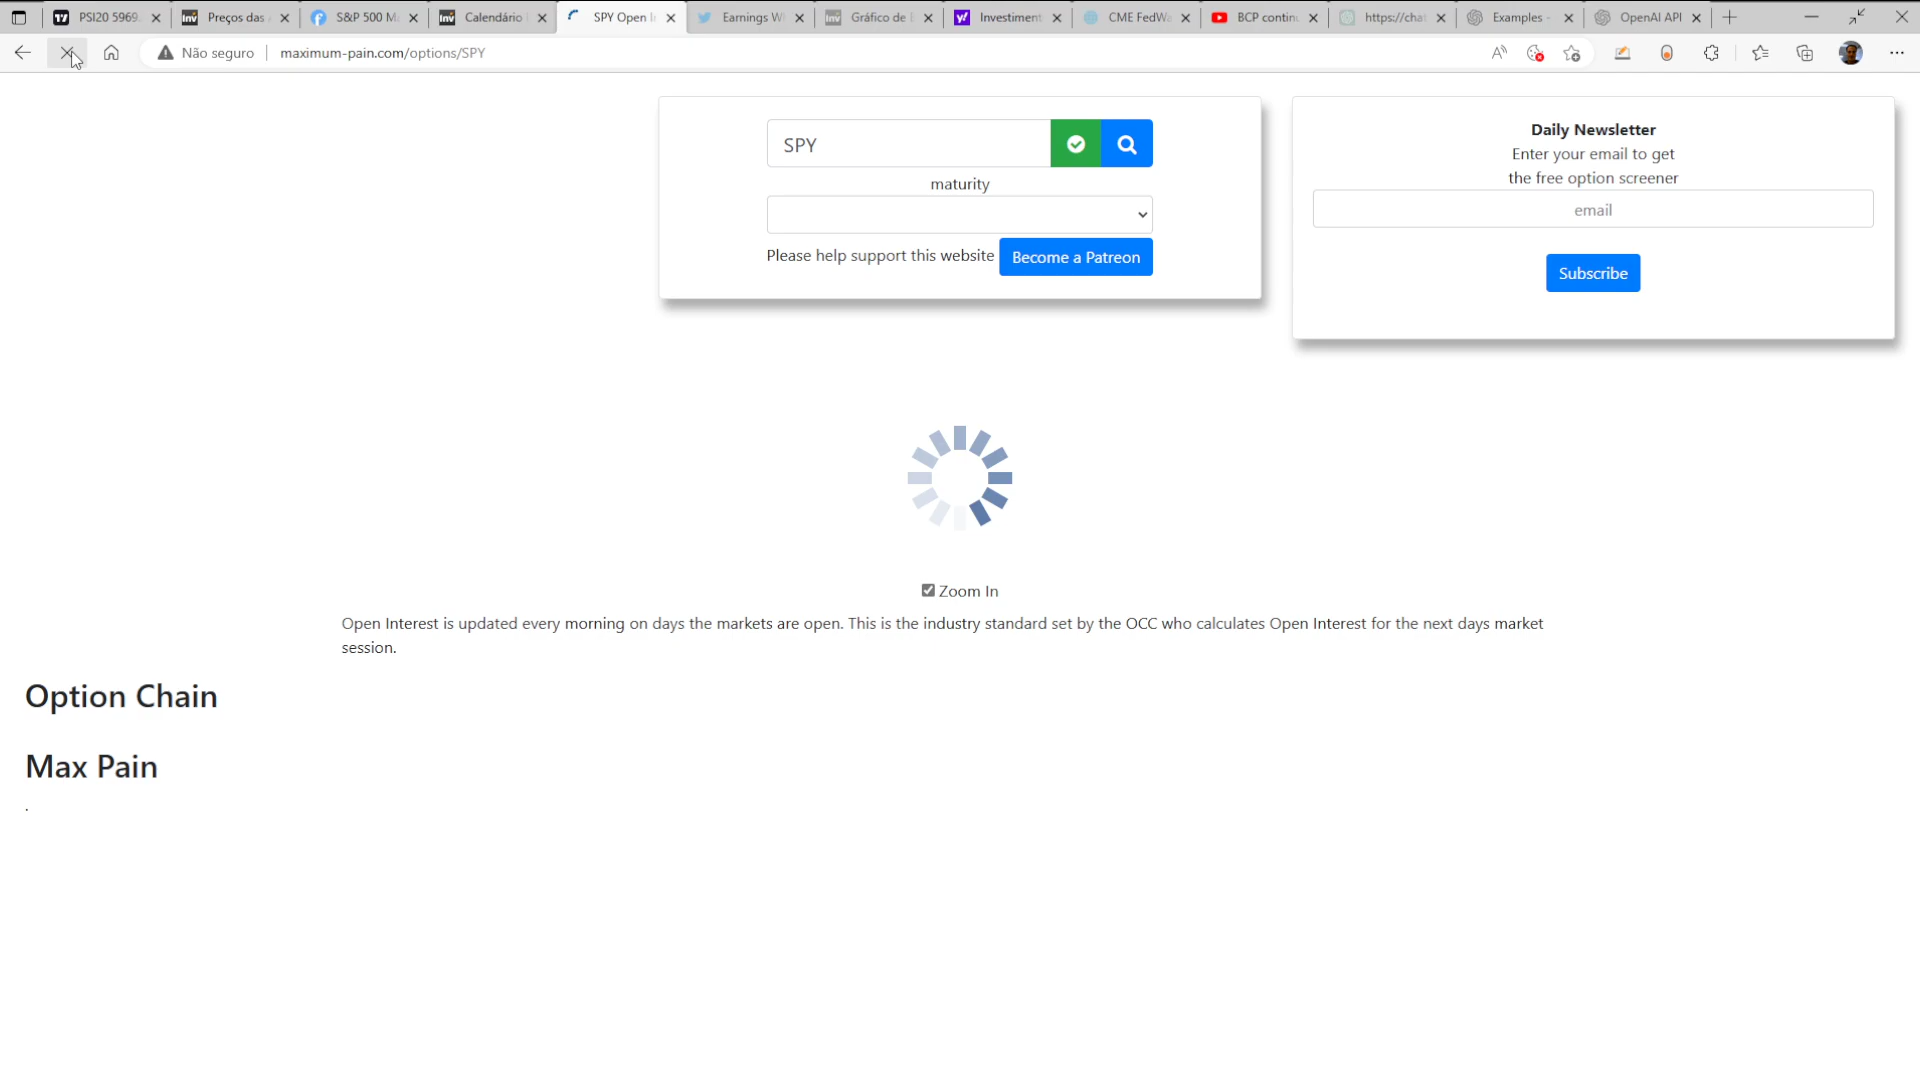 PSI20 5969.
Preços das
S&P 500 M
Calendário
SPY Open I
Earnings W
Gráfico de
Investiment
CME FedWa
BCP contin
https://cha
Examples -
OpenAI API
Não seguro
maximum-pain.com/options/SPY
SPY
maturity
Please help support this website
Become a Patreon
Daily Newsletter
Enter your email to get
the free option screener
email
Subscribe
Zoom In
Open Interest is updated every morning on days the markets are open. This is the industry standard set by the OCC who calculates Open Interest for the next days market
session.
Option Chain
Max Pain
.